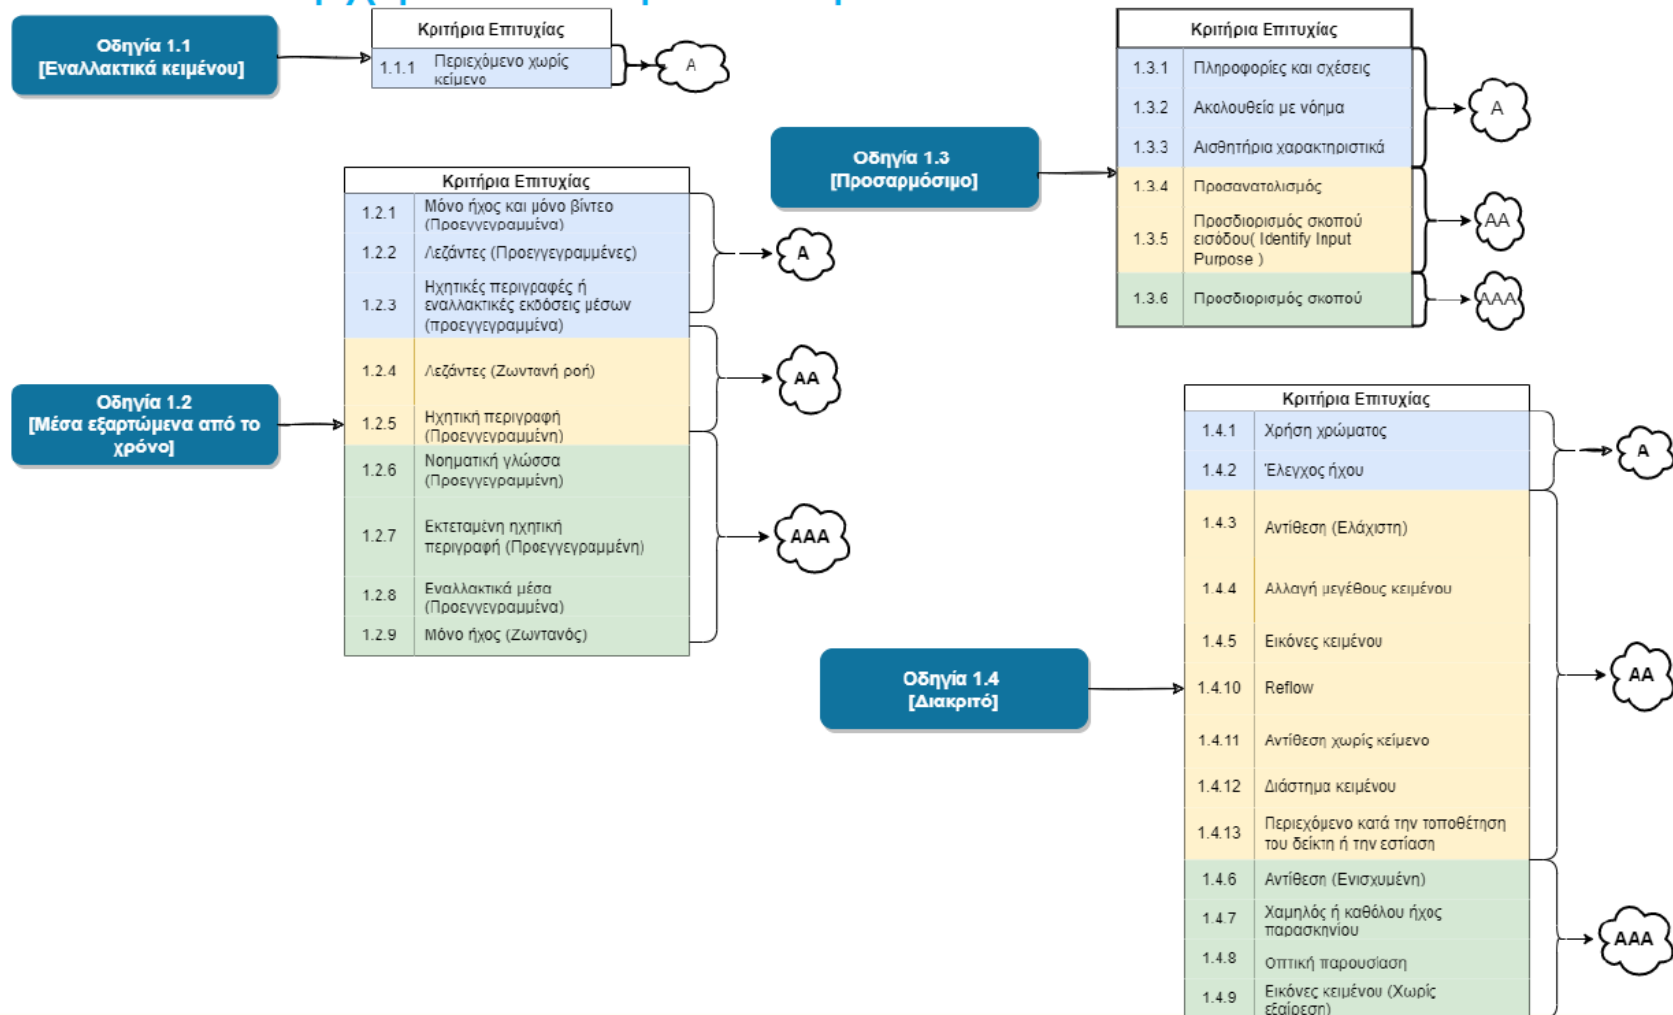 Οδηγία 1.1
[Εναλλακτικά κειμένου]
Κριτήρια Επιτυχίας
1.1.1 Περιεχόμενο χωρίς
κείμενο
A
Οδηγία 1.2
[Μέσα εξαρτώμενα από το
χρόνο]
Κριτήρια Επιτυχίας
1.2.1 Μόνο ήχος και μόνο βίντεο
(Προεγγεγραμμένα)
1.2.2 Λεζάντες (Προεγγεγραμμένες)
1.2.3 Ηχητικές περιγραφές ή
εναλλακτικές εκδόσεις μέσων
(προεγγεγραμμένα)
A
1.2.4 Λεζάντες (Ζωντανή ροή)
1.2.5 Ηχητική περιγραφή
(Προεγγεγραμμένη)
AA
1.2.6 Νοηματική γλώσσα
(Προεγγεγραμμένη)
1.2.7 Εκτεταμένη ηχητική
περιγραφή (Προεγγεγραμμένη)
1.2.8 Εναλλακτικά μέσα
(Προεγγεγραμμένα)
1.2.9 Μόνο ήχος (Ζωντανός)
AAA
Οδηγία 1.3
[Προσαρμόσιμο]
Κριτήρια Επιτυχίας
1.3.1 Πληροφορίες και σχέσεις
1.3.2 Ακολουθεία με νόημα
1.3.3 Αισθητήρια χαρακτηριστικά
A
1.3.4 Προσανατολισμός
1.3.5 Προσδιορισμός σκοπού
εισόδου( Identify Input
Purpose )
AA
1.3.6 Προσδιορισμός σκοπού
AAA
Οδηγία 1.4
[Διακριτό]
Κριτήρια Επιτυχίας
1.4.1 Χρήση χρώματος
1.4.2 Έλεγχος ήχου
A
1.4.3 Αντίθεση (Ελάχιστη)
1.4.4 Αλλαγή μεγέθους κειμένου
1.4.5 Εικόνες κειμένου
1.4.10 Reflow
1.4.11 Αντίθεση χωρίς κείμενο
1.4.12 Διάστημα κειμένου
1.4.13 Περιεχόμενο κατά την τοποθέτηση
του δείκτη ή την εστίαση
AA
1.4.6 Αντίθεση (Ενισχυμένη)
1.4.7 Χαμηλός ή καθόλου ήχος
παρασκηνίου
1.4.8 Οπτική παρουσίαση
1.4.9 Εικόνες κειμένου (Χωρίς
εξαίρεση)
AAA